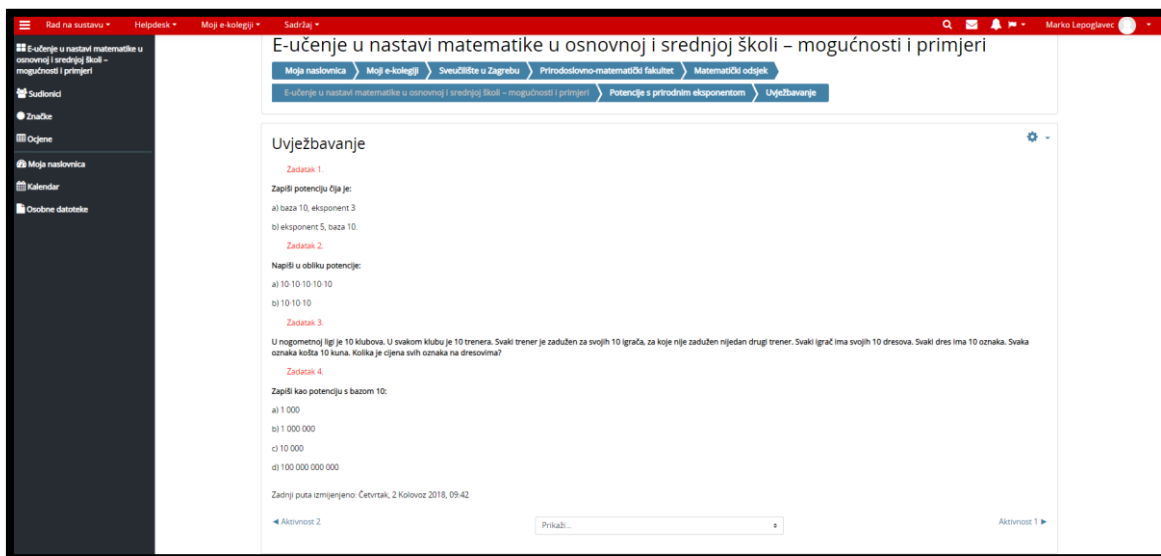 Rad na sustavu Helpdesk Moji e-kolegiji Sadržaj Marko Lepoglavec
E-učenje u nastavi matematike u
osnovnoj i srednjoj školi –
mogućnosti i primjeri
Sudionici
Značke
Ocjene
Moja naslovnica
Kalendar
Osobne datoteke
E-učenje u nastavi matematike u osnovnoj i srednjoj školi – mogućnosti i primjeri
Moja naslovnica Moji e-kolegiji Sveučilište u Zagrebu Prirodoslovno-matematički fakultet Matematički odsjek
E-učenje u nastavi matematike u osnovnoj i srednjoj školi – mogućnosti i primjeri Potencije s prirodnim eksponentom Uvježbavanje
Uvježbavanje
Zadatak 1.
Zapiši potenciju čija je:
a) baza 10, eksponent 3
b) eksponent 5, baza 10.
Zadatak 2.
Napiši u obliku potencije:
a) 10·10·10·10·10
b) 10·10·10
Zadatak 3.
U nogometnoj ligi je 10 klubova. U svakom klubu je 10 trenera. Svaki trener je zadužen za svojih 10 igrača, za koje nije zadužen nijedan drugi trener. Svaki igrač ima svojih 10 dresova. Svaki dres ima 10 oznaka. Svaka
oznaka košta 10 kuna. Kolika je cijena svih oznaka na dresovima?
Zadatak 4.
Zapiši kao potenciju s bazom 10:
a) 1 000
b) 1 000 000
c) 10 000
d) 100 000 000 000
Zadnji puta izmijenjeno: Četvrtak, 2 Kolovoz 2018, 09:42
◄ Aktivnost 2 Prikaži... Aktivnost 1 ►